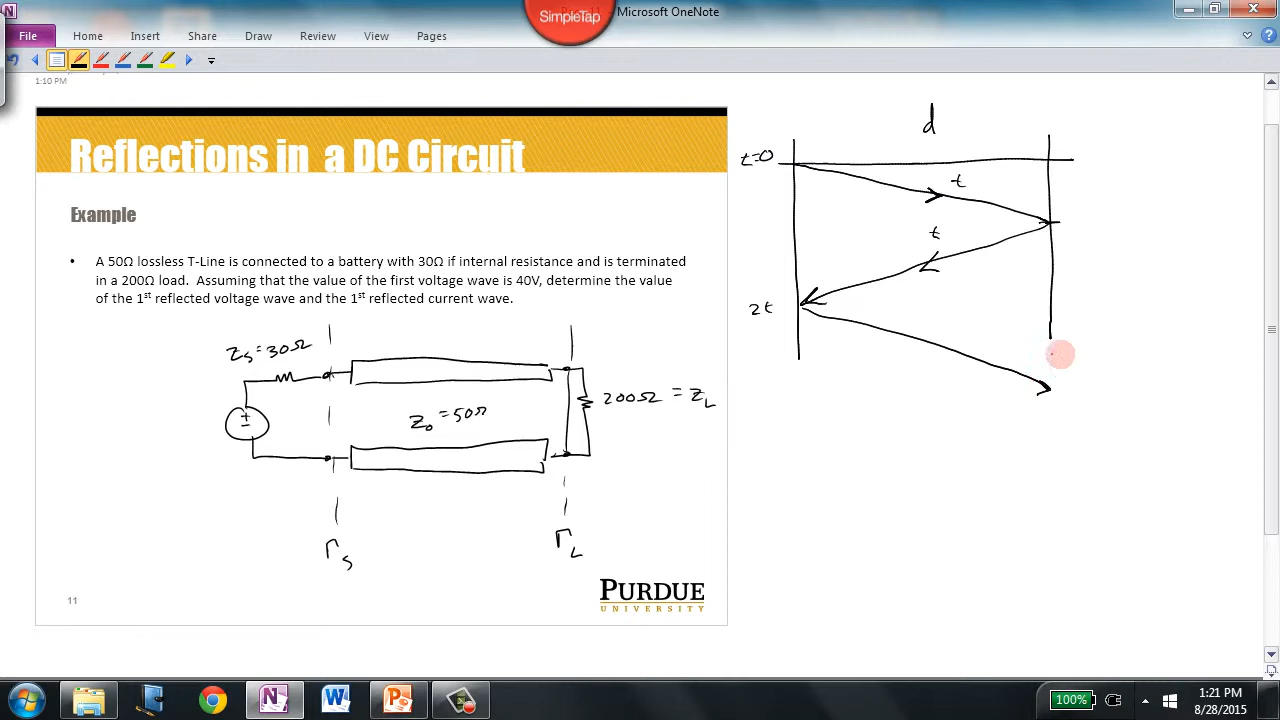 SimpleTap
Microsoft OneNote
File Home Insert Share Draw Review View Pages
1:10 PM
Reflections in a DC Circuit
Example
• A 50Ω lossless T-Line is connected to a battery with 30Ω if internal resistance and is terminated
in a 200Ω load. Assuming that the value of the first voltage wave is 40V, determine the value
of the 1st reflected voltage wave and the 1st reflected current wave.
Zs=30Ω
+
-
Z0=50Ω
200Ω = ZL
Γs
ΓL
11
PURDUE
UNIVERSITY
d
t=0
t
t
2t
100%
1:21 PM
8/28/2015